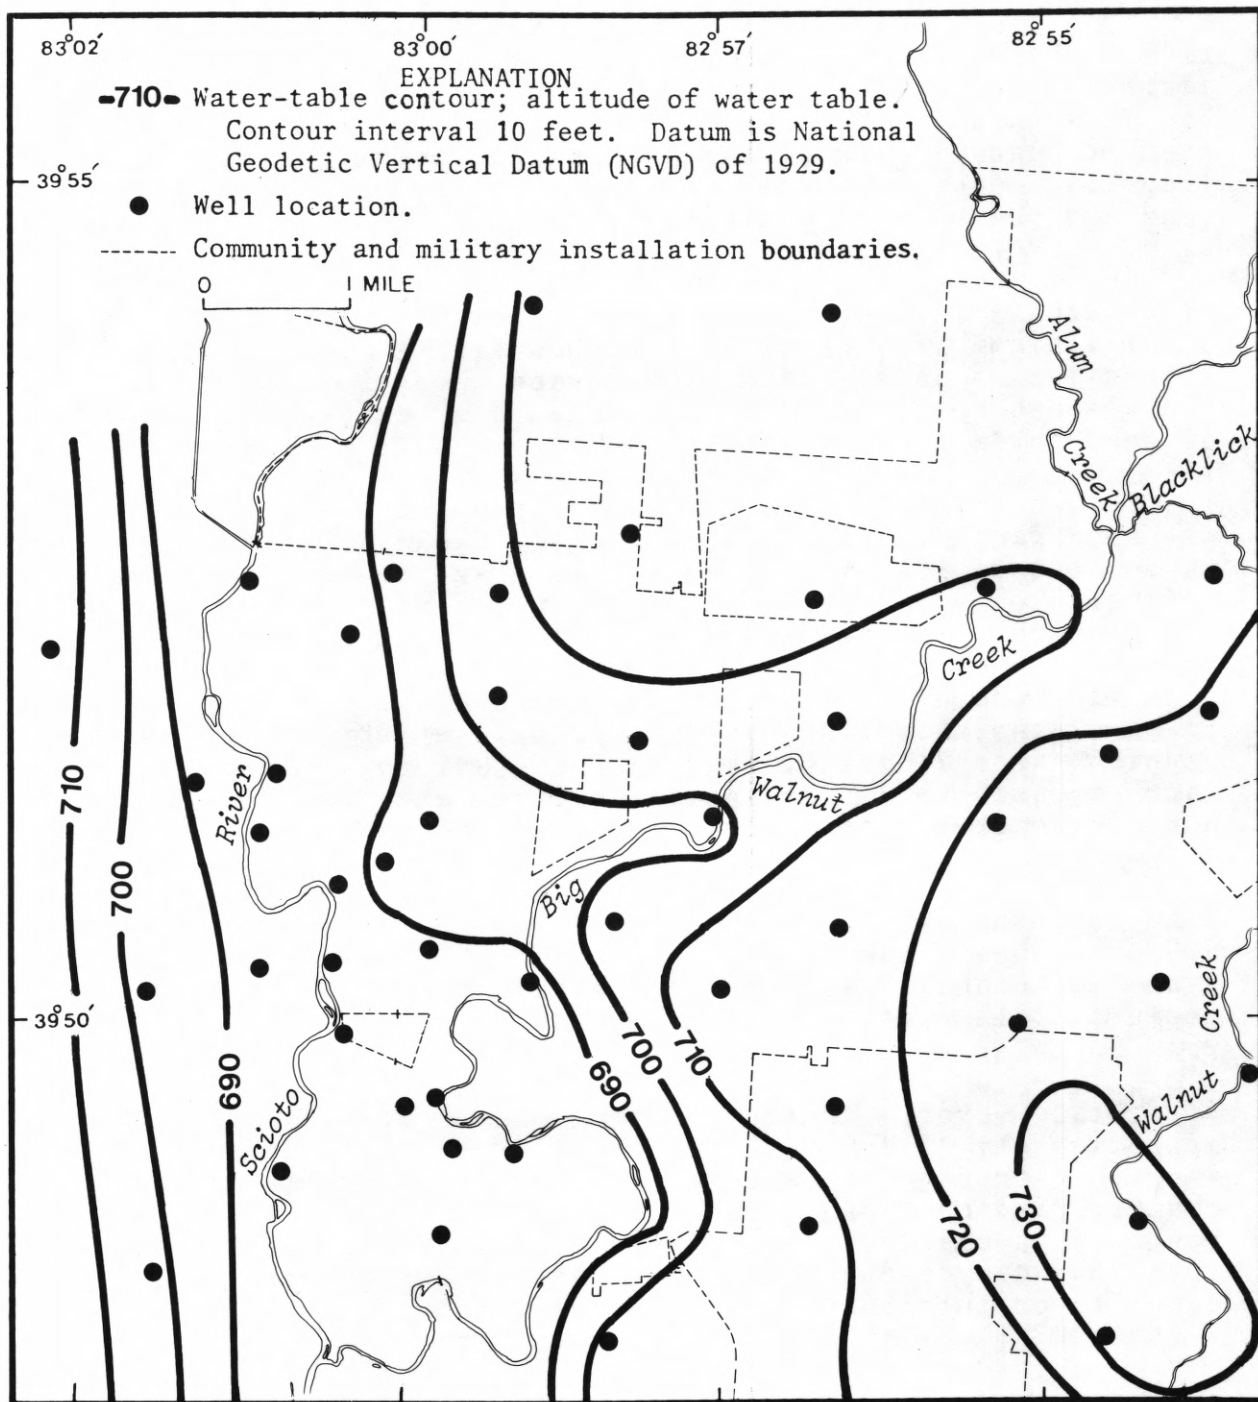 83°02'
83°00'
82°57'
82°55'
EXPLANATION
-710- Water-table contour; altitude of water table.
Contour interval 10 feet. Datum is National
Geodetic Vertical Datum (NGVD) of 1929.
39°55'
Well location.
Community and military installation boundaries.
0 1 MILE
Alum
Creek
Blacklick
Creek
710
River
Walnut
700
Big
Creek
39°50'
690
700
710
690
Scioto
Walnut
730
720